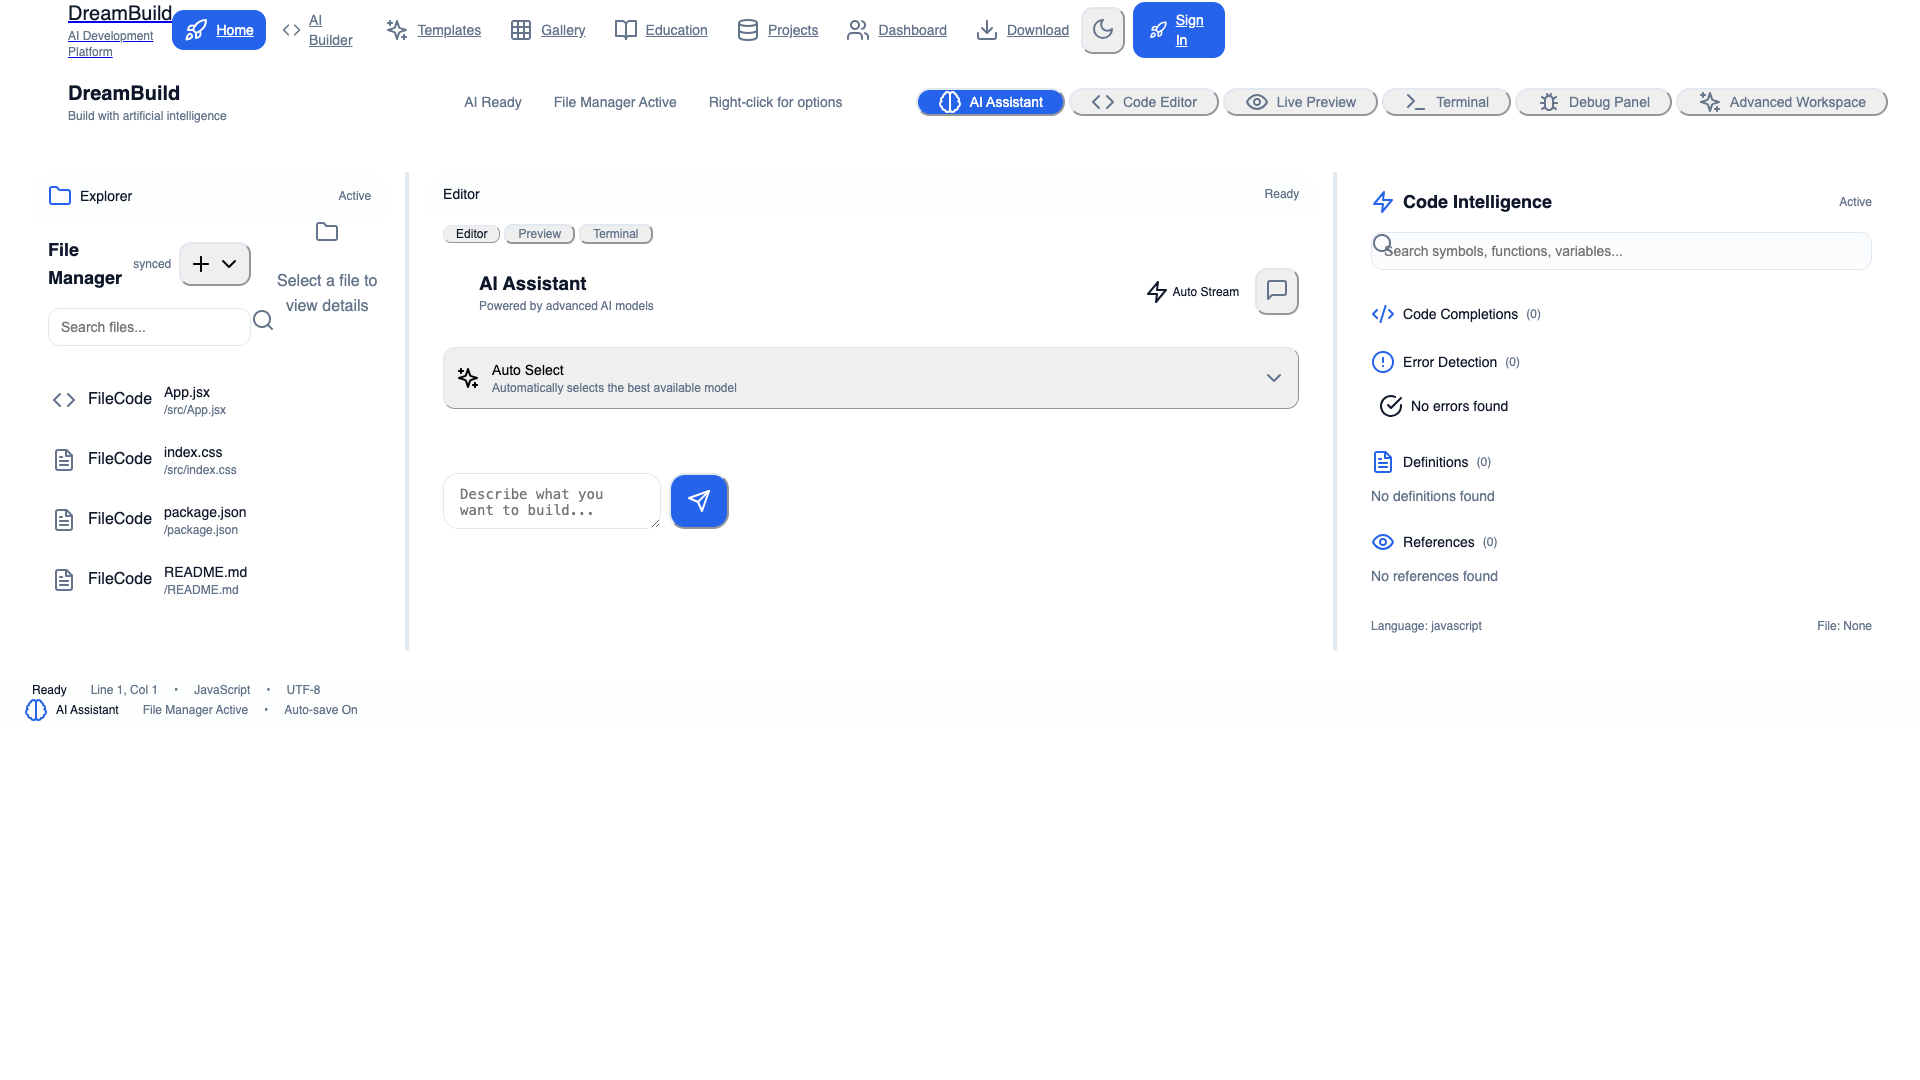 DreamBuild
AI Development
Platform
Home
AI
Builder
Templates
Gallery
Education
Projects
Dashboard
Download
Sign
In
DreamBuild
Build with artificial intelligence
AI Ready
File Manager Active
Right-click for options
AI Assistant
Code Editor
Live Preview
Terminal
Debug Panel
Advanced Workspace
Explorer
Active
File
Manager
synced
Search files...
Select a file to
view details
FileCode
App.jsx
/src/App.jsx
FileCode
index.css
/src/index.css
FileCode
package.json
/package.json
FileCode
README.md
/README.md
Editor
Ready
Editor
Preview
Terminal
AI Assistant
Powered by advanced AI models
Auto Stream
Auto Select
Automatically selects the best available model
Describe what you
want to build...
Code Intelligence
Active
Search symbols, functions, variables...
Code Completions (0)
Error Detection (0)
No errors found
Definitions (0)
No definitions found
References (0)
No references found
Language: javascript
File: None
Ready Line 1, Col 1 • JavaScript • UTF-8
AI Assistant File Manager Active • Auto-save On